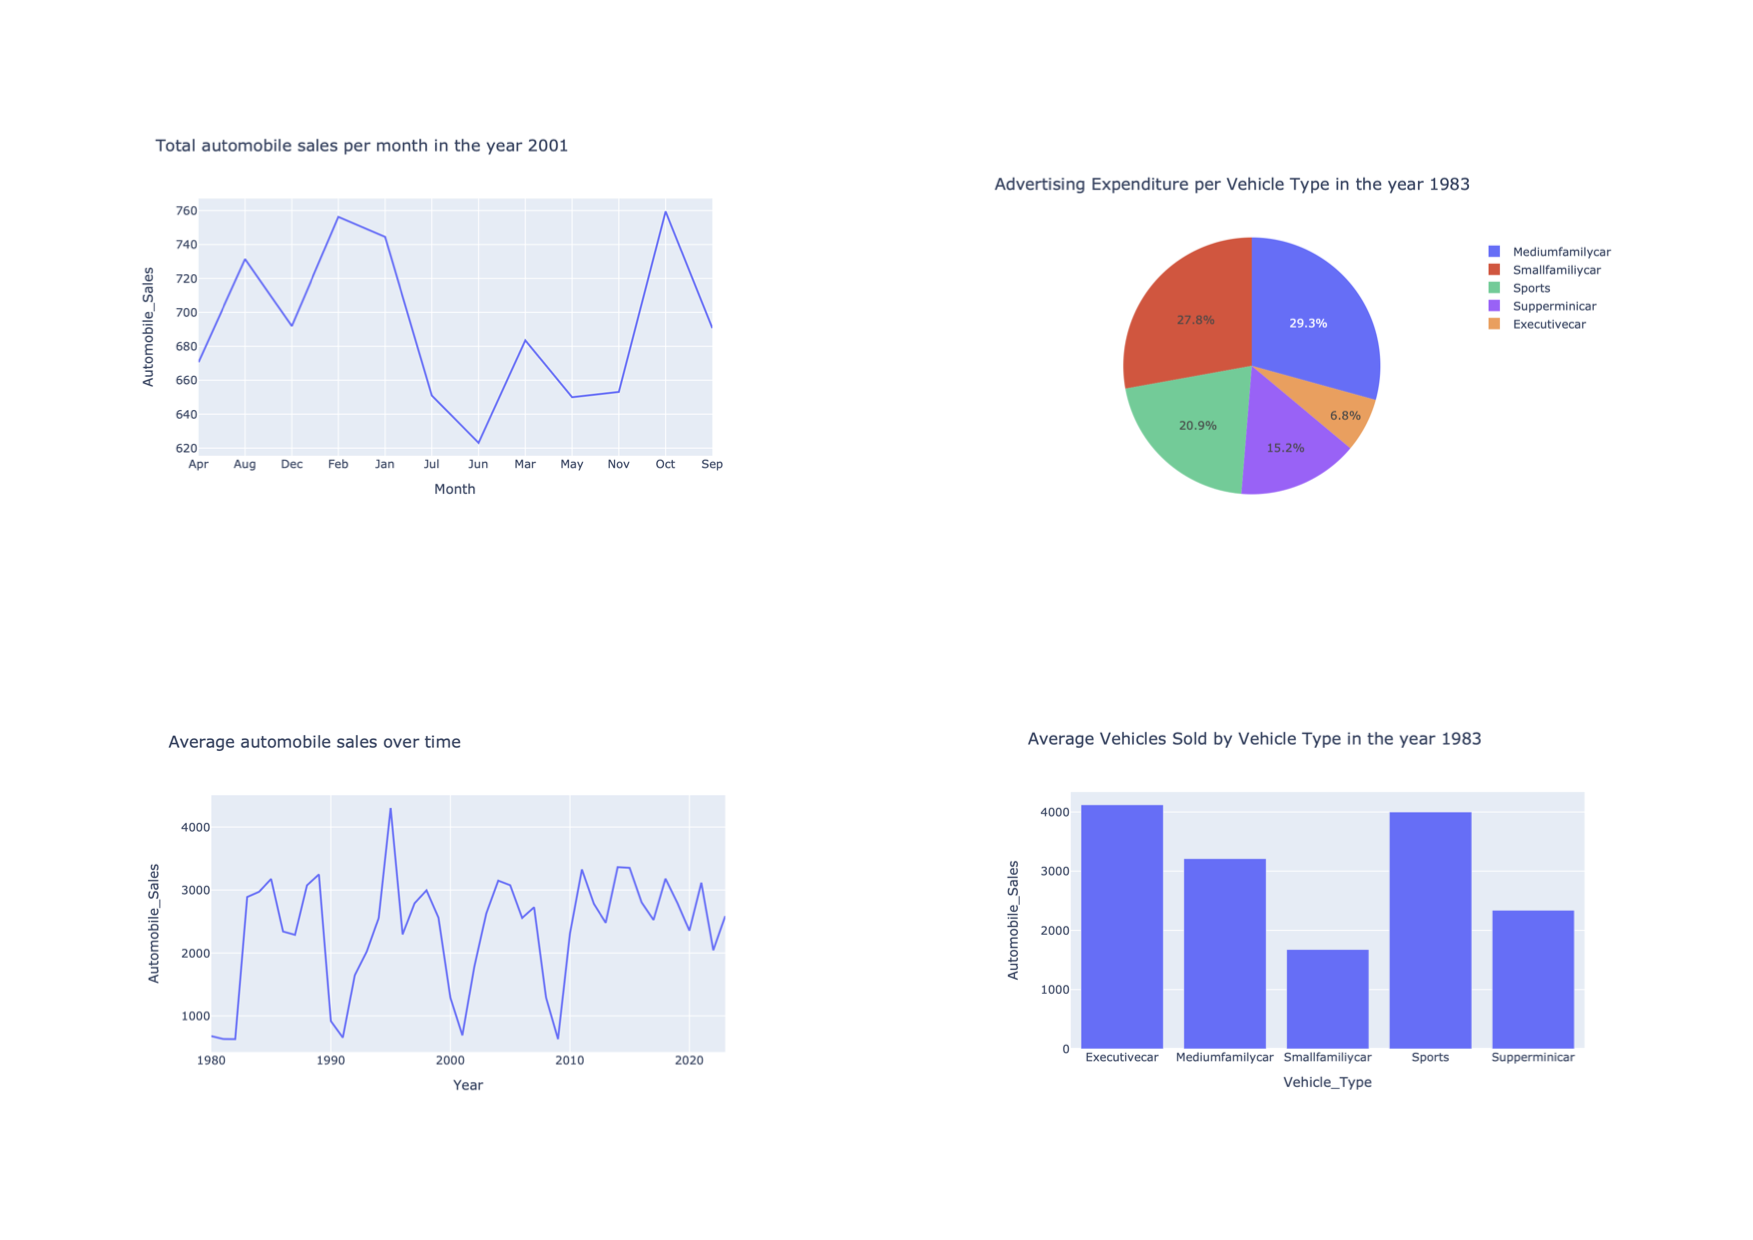 Total automobile sales per month in the year 2001
760
740
720
700
680
660
640
620
Automobile_Sales
Apr Aug Dec Feb Jan Jul Jun Mar May Nov Oct Sep
Month
Advertising Expenditure per Vehicle Type in the year 1983
29.3%
27.8%
20.9%
15.2%
6.8%
Mediumfamilycar
Smallfamiliycar
Sports
Supperminicar
Executivecar
Average automobile sales over time
4000
3000
2000
1000
Automobile_Sales
1980 1990 2000 2010 2020
Year
Average Vehicles Sold by Vehicle Type in the year 1983
4000
3000
2000
1000
0
Automobile_Sales
Executivecar Mediumfamilycar Smallfamiliycar Sports Supperminicar
Vehicle_Type